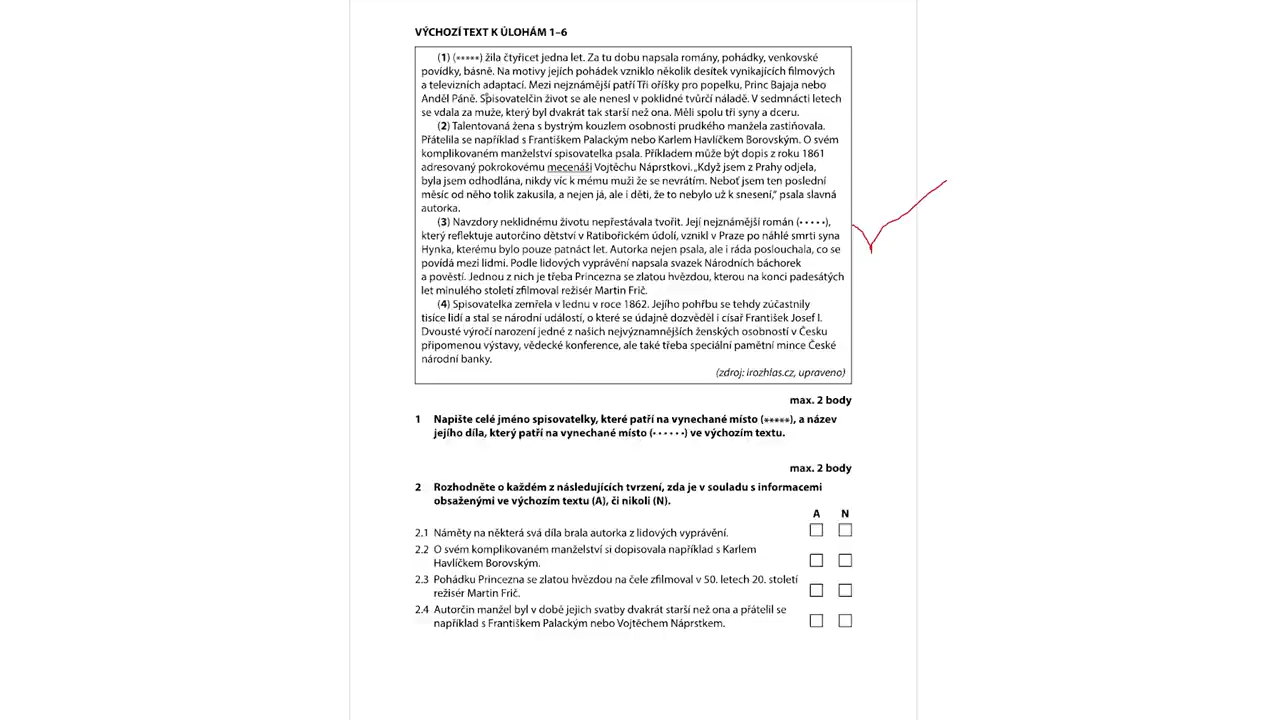 VÝCHOZÍ TEXT K ÚLOHÁM 1–6
(1) (*****) žila čtyřicet jedna let. Za tu dobu napsala romány, pohádky, venkovské
povídky, básně. Na motivy jejích pohádek vzniklo několik desítek vynikajících filmových
a televizních adaptací. Mezi nejznámější patří Tři oříšky pro popelku, Princ Bajaja nebo
Anděl Páně. Spisovatelčin život se ale nenesl v poklidné tvůrčí náladě. V sedmnácti letech
se vdala za muže, který byl dvakrát tak starší než ona. Měli spolu tři syny a dceru.
(2) Talentovaná žena s bystrým kouzlem osobnosti prudkého manžela zastiňovala.
Přátelila se například s Františkem Palackým nebo Karlem Havlíčkem Borovským. O svém
komplikovaném manželství spisovatelka psala. Příkladem může být dopis z roku 1861
adresovaný pokrokovému mecenáši Vojtěchu Náprstkovi. „Když jsem z Prahy odjela,
byla jsem odhodlána, nikdy víc k mému muži že se nevrátím. Neboť jsem ten poslední
měsíc od něho tolik zakusila, a nejen já, ale i děti, že to nebylo už k snesení,“ psala slavná
autorka.
(3) Navzdory neklidnému životu nepřestávala tvořit. Její nejznámější román (•••••),
který reflektuje autorčino dětství v Ratibořickém údolí, vznikl v Praze po náhlé smrti syna
Hynka, kterému bylo pouze patnáct let. Autorka nejen psala, ale i ráda poslouchala, co se
povídá mezi lidmi. Podle lidových vyprávění napsala svazek Národních báchorek
a pověstí. Jednou z nich je třeba Princezna se zlatou hvězdou, kterou na konci padesátých
let minulého století zfilmoval režisér Martin Frič.
(4) Spisovatelka zemřela v lednu v roce 1862. Jejího pohřbu se tehdy zúčastnily
tisíce lidí a stal se národní událostí, o které se údajně dozvěděl i císař František Josef I.
Dvousté výročí narození jedné z našich nejvýznamnějších ženských osobností v Česku
připomenou výstavy, vědecké konference, ale také třeba speciální pamětní mince České
národní banky.
(zdroj: irozhlas.cz, upraveno)
max. 2 body
1 Napište celé jméno spisovatelky, které patří na vynechané místo (*****), a název
jejího díla, který patří na vynechané místo (••••••) ve výchozím textu.
max. 2 body
2 Rozhodněte o každém z následujících tvrzení, zda je v souladu s informacemi
obsaženými ve výchozím textu (A), či nikoli (N).
A N
2.1 Náměty na některá svá díla brala autorka z lidových vyprávění.
2.2 O svém komplikovaném manželství si dopisovala například s Karlem
Havlíčkem Borovským.
2.3 Pohádku Princezna se zlatou hvězdou na čele zfilmoval v 50. letech 20. století
režisér Martin Frič.
2.4 Autorčin manžel byl v době jejich svatby dvakrát starší než ona a přátelil se
například s Františkem Palackým nebo Vojtěchem Náprstkem.